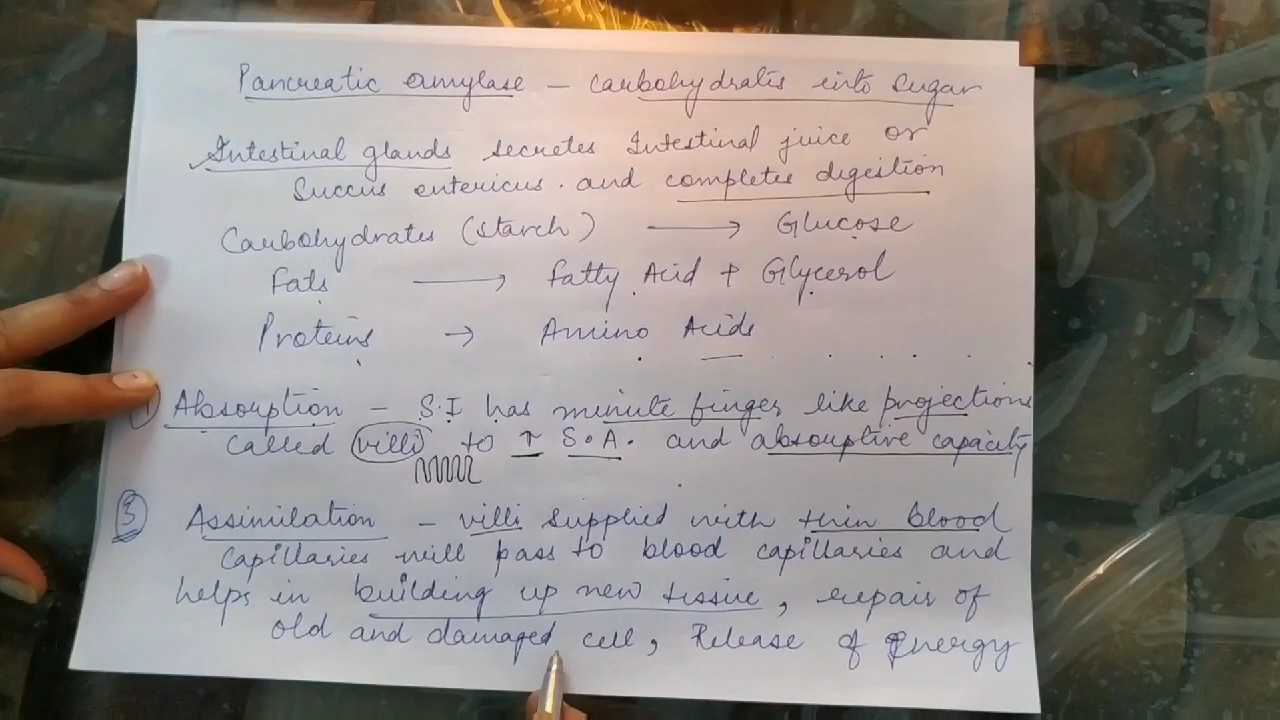 Pancreatic amylase – Carbohydrates into Sugar
Intestinal glands secretes Intestinal juice or
Succus entericus. and completes digestion
Carbohydrates (starch) → Glucose
Fats → Fatty Acid + Glycerol
Proteins → Amino Acids
1) Absorption – S.I has minute finger like projections
called villi to ↑ S.A. and absorptive capacity
3 Assimilation – villi supplied with thin blood
capillaries will pass to blood capillaries and
helps in building up new tissue, repair of
old and damaged cell, Release of Energy